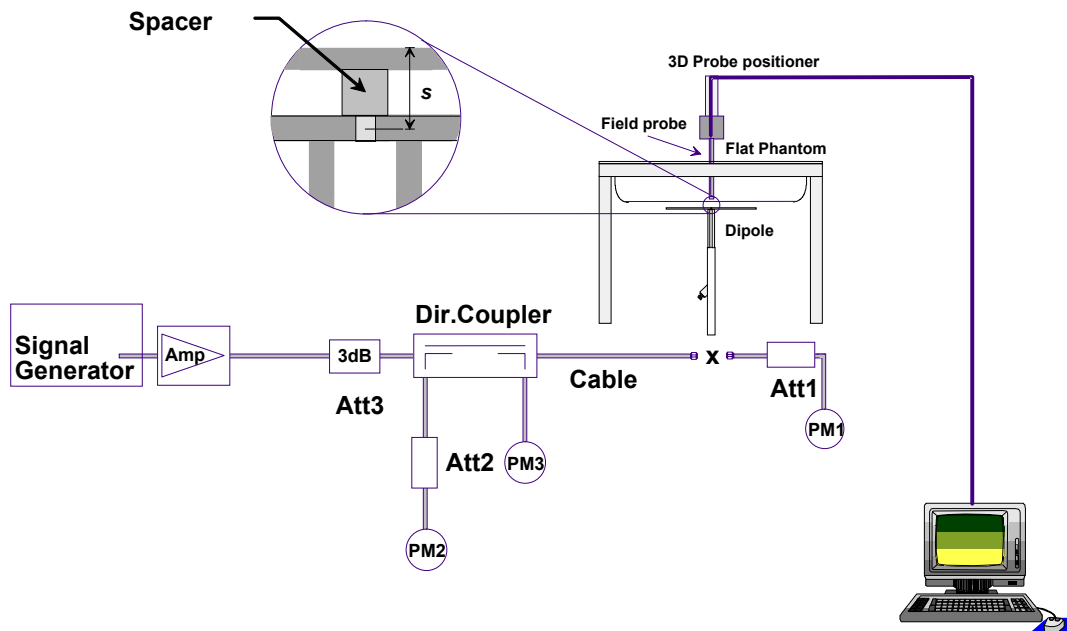 Spacer
s
3D Probe positioner
Field probe
Flat Phantom
Dipole
Dir.Coupler
Signal
Generator
Amp
3dB
Att3
Cable
x
Att1
PM1
Att2
PM3
PM2